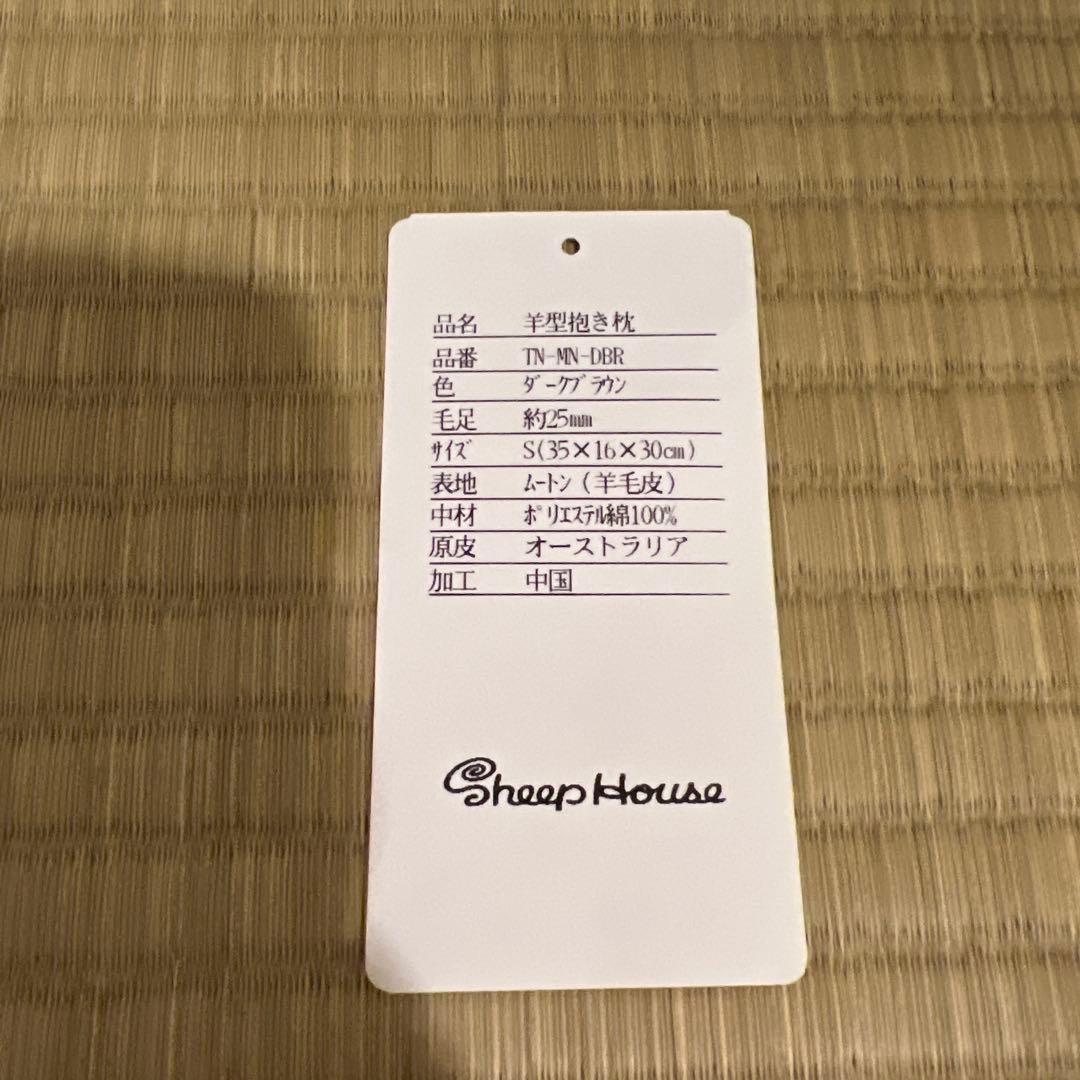 品名 羊型抱き枕
品番 TN-MN-DBR
色 ﾀﾞｰｸﾌﾞﾗｳﾝ
毛足 約25㎜
ｻｲｽﾞ S(35×16×30㎝)
表地 ﾑｰﾄﾝ(羊毛皮)
中材 ﾎﾟﾘｴｽﾃﾙ綿100%
原皮 オーストラリア
加工 中国
Sheep House